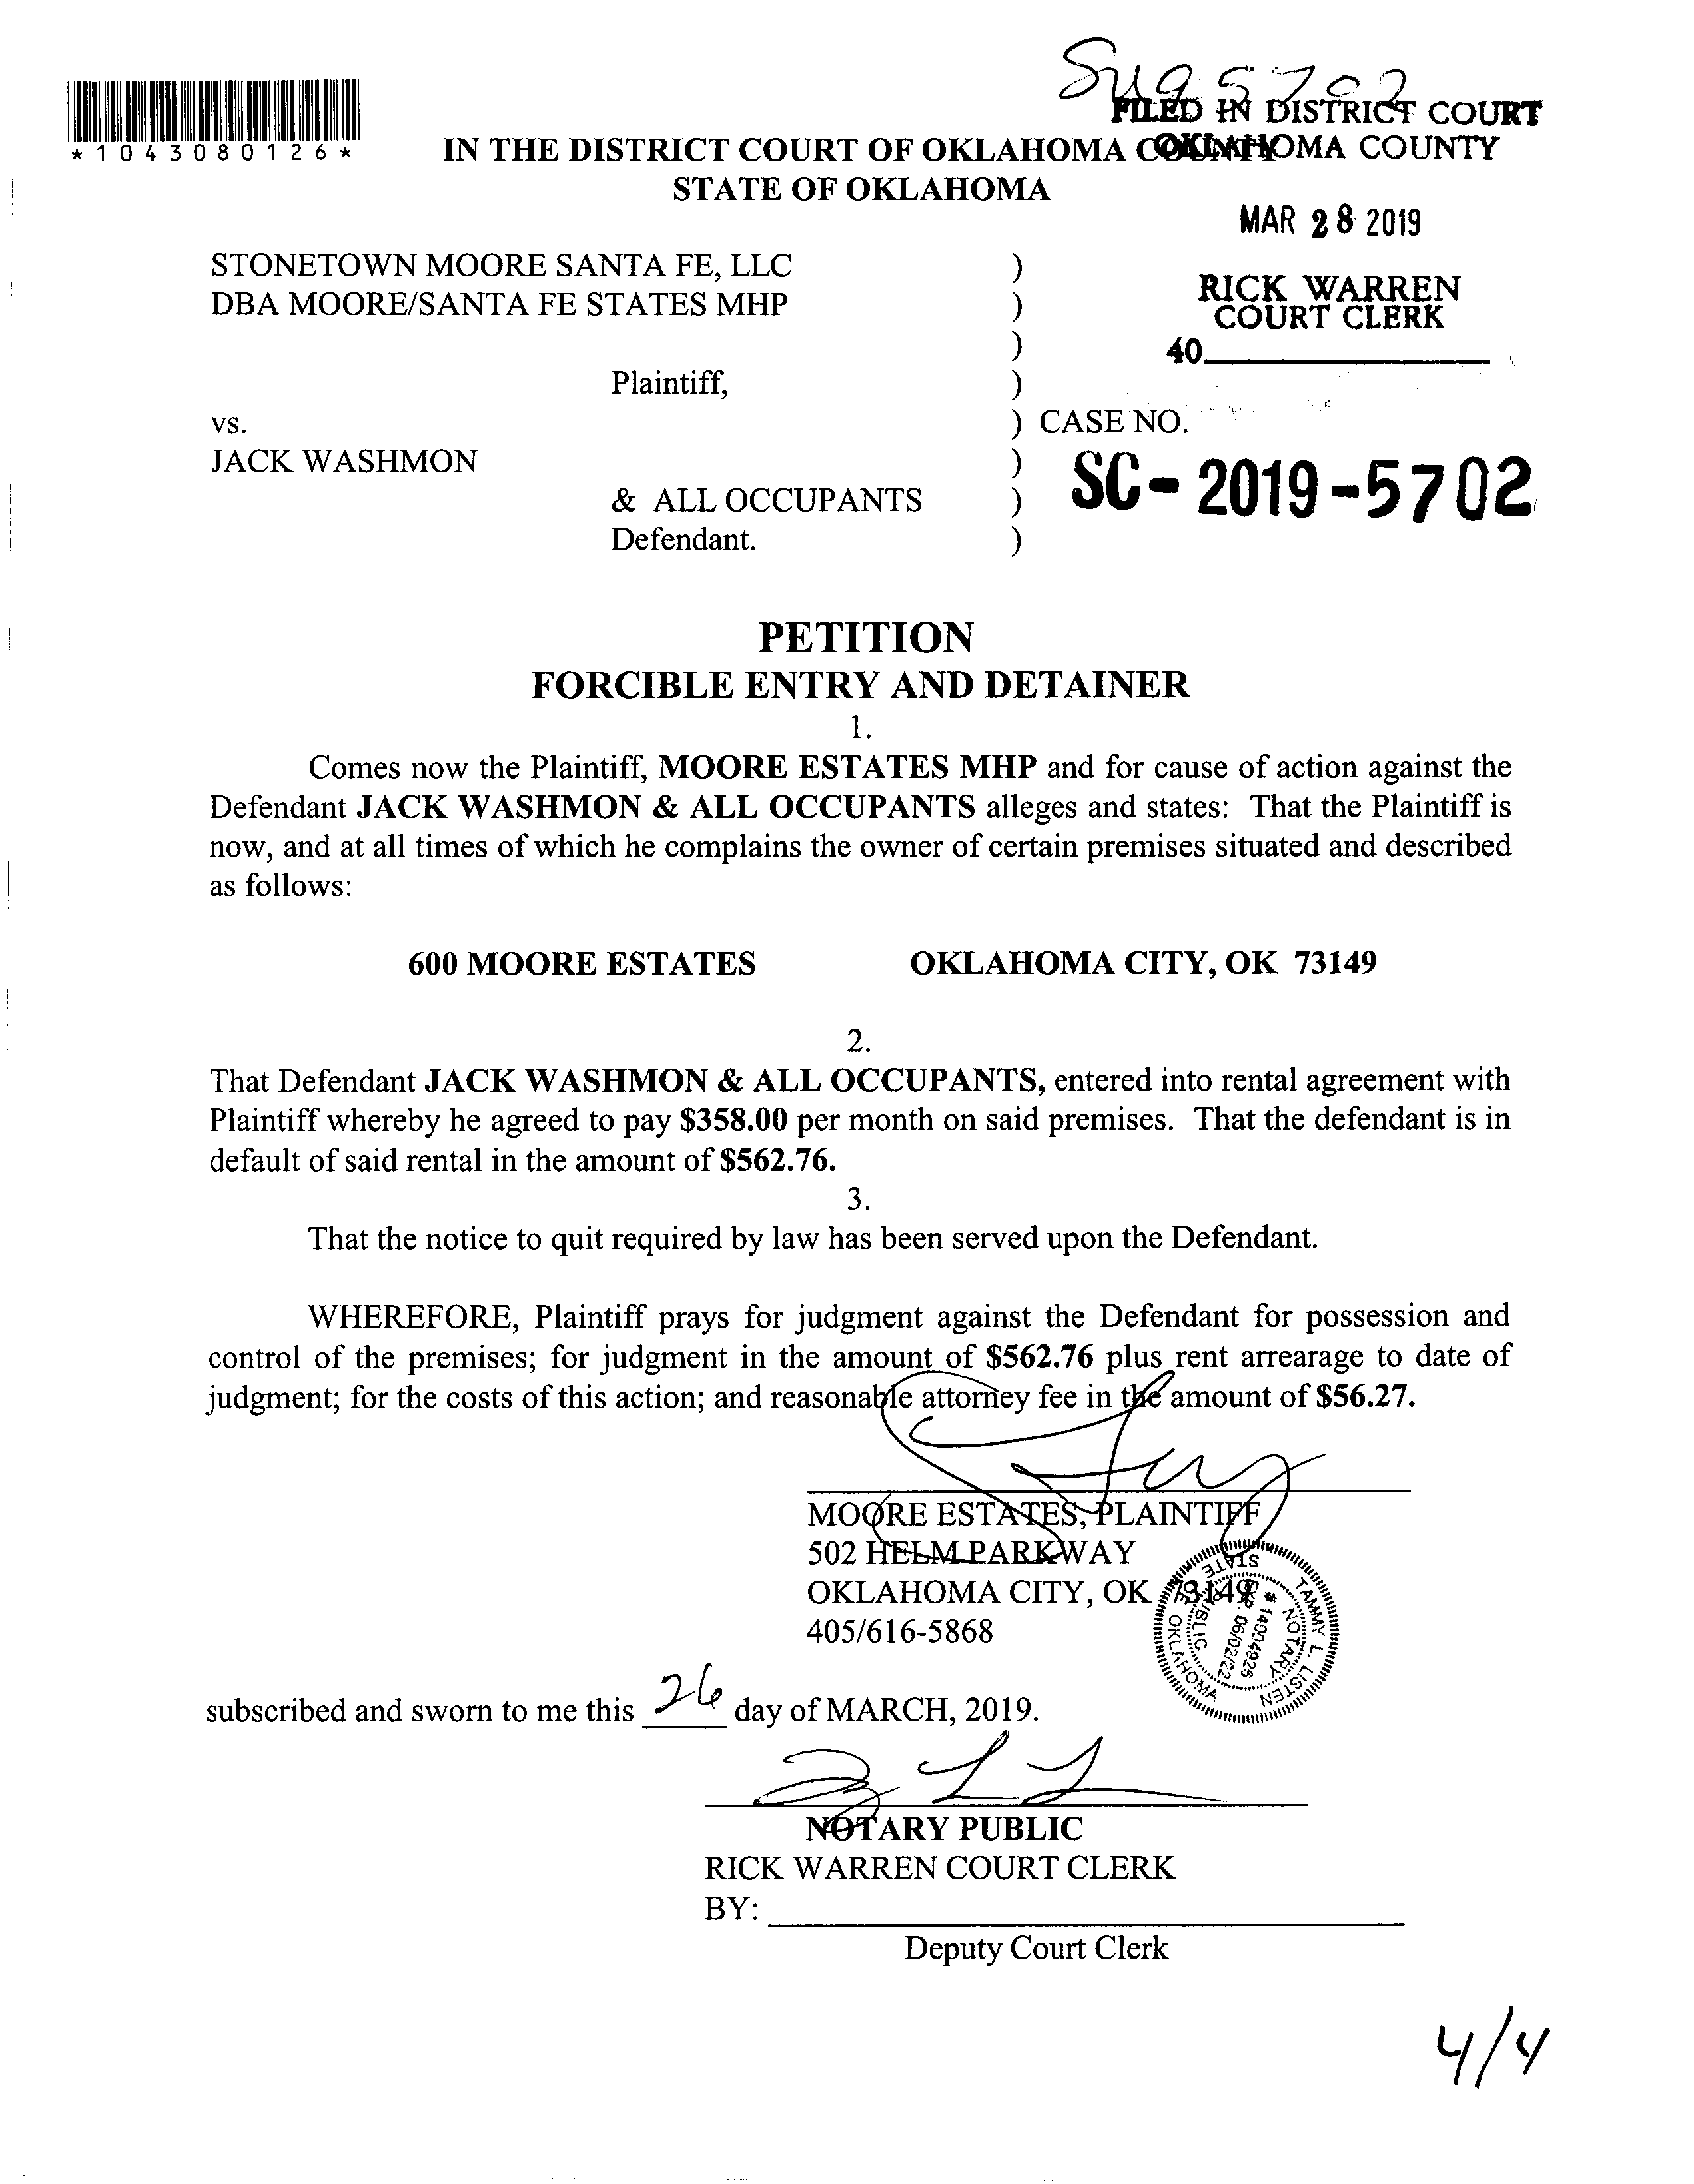 FILED IN DISTRICT COURT
OKLAHOMA COUNTY
*1043080126*
IN THE DISTRICT COURT OF OKLAHOMA COUNTY
STATE OF OKLAHOMA
MAR 28 2019
STONETOWN MOORE SANTA FE, LLC )
DBA MOORE/SANTA FE STATES MHP )
RICK WARREN
COURT CLERK
)
40
Plaintiff, )
vs. ) CASE NO.
JACK WASHMON )
SC-2019-5702
& ALL OCCUPANTS )
Defendant. )
PETITION
FORCIBLE ENTRY AND DETAINER
1.
Comes now the Plaintiff, MOORE ESTATES MHP and for cause of action against the
Defendant JACK WASHMON & ALL OCCUPANTS alleges and states: That the Plaintiff is
now, and at all times of which he complains the owner of certain premises situated and described
as follows:
600 MOORE ESTATES OKLAHOMA CITY, OK 73149
2.
That Defendant JACK WASHMON & ALL OCCUPANTS, entered into rental agreement with
Plaintiff whereby he agreed to pay $358.00 per month on said premises. That the defendant is in
default of said rental in the amount of $562.76.
3.
That the notice to quit required by law has been served upon the Defendant.
WHEREFORE, Plaintiff prays for judgment against the Defendant for possession and
control of the premises; for judgment in the amount of $562.76 plus rent arrearage to date of
judgment; for the costs of this action; and reasonable attorney fee in the amount of $56.27.
MOORE ESTATES, PLAINTIFF
502 HELM PARKWAY
OKLAHOMA CITY, OK 73149
405/616-5868
TAMMY L. LISTEN
STATE OF OKLAHOMA
NOTARY PUBLIC
# 14004926
EXP. 06/02/22
subscribed and sworn to me this 26 day of MARCH, 2019.
NOTARY PUBLIC
RICK WARREN COURT CLERK
BY:
Deputy Court Clerk
4/4